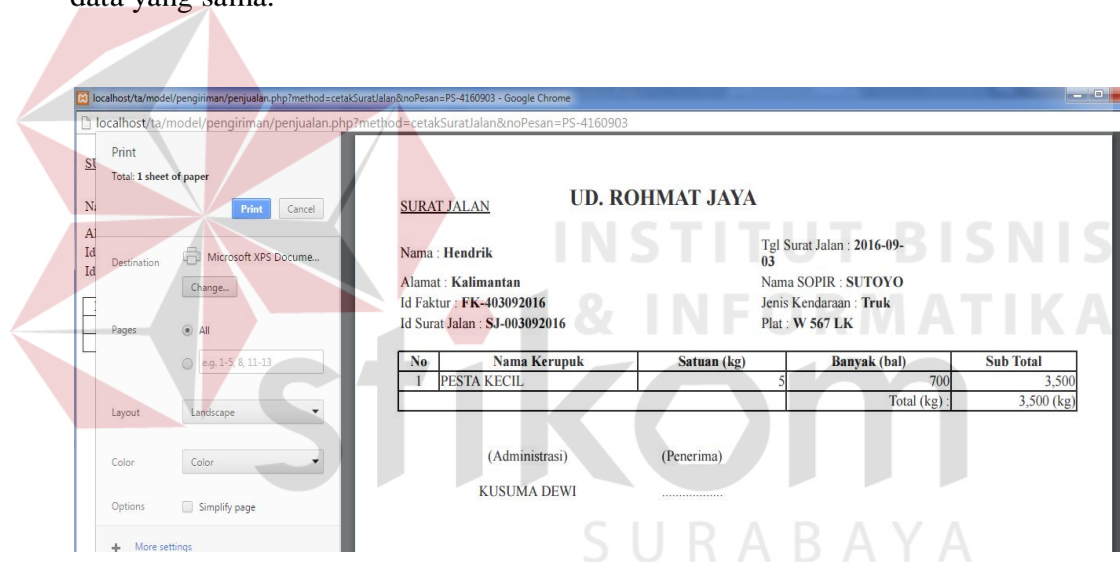 data yang sama.
localhost/ta/model/pengiriman/penjualan.php?method=cetakSuratJalan&noPesan=PS-4160903 - Google Chrome
localhost/ta/model/pengiriman/penjualan.php?method=cetakSuratJalan&noPesan=PS-4160903
Print
Total: 1 sheet of paper
Print Cancel
Destination Microsoft XPS Docume...
Change...
Pages All
e.g. 1-5, 8, 11-13
Layout Landscape
Color Color
Options Simplify page
+ More settings
SURAT JALAN UD. ROHMAT JAYA
Nama : Hendrik
Alamat : Kalimantan
Id Faktur : FK-403092016
Id Surat Jalan : SJ-003092016
Tgl Surat Jalan : 2016-09-
03
Nama SOPIR : SUTOYO
Jenis Kendaraan : Truk
Plat : W 567 LK
No Nama Kerupuk Satuan (kg) Banyak (bal) Sub Total
1 PESTA KECIL 5 700 3,500
Total (kg) : 3,500 (kg)
(Administrasi) (Penerima)
KUSUMA DEWI ..................
INSTITUT BISNIS
& INFORMATIKA
stikom
SURABAYA